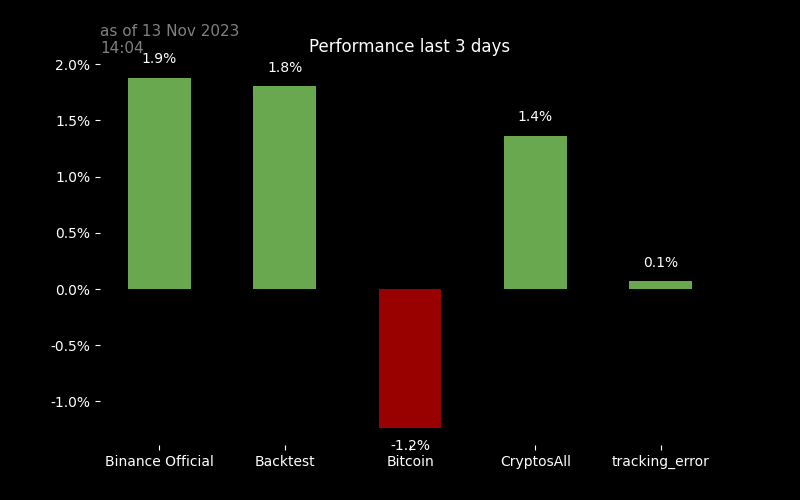 as of 13 Nov 2023
14:04
Performance last 3 days
2.0%
1.5%
1.0%
0.5%
0.0%
-0.5%
-1.0%
1.9%
1.8%
-1.2%
1.4%
0.1%
Binance Official
Backtest
Bitcoin
CryptosAll
tracking_error